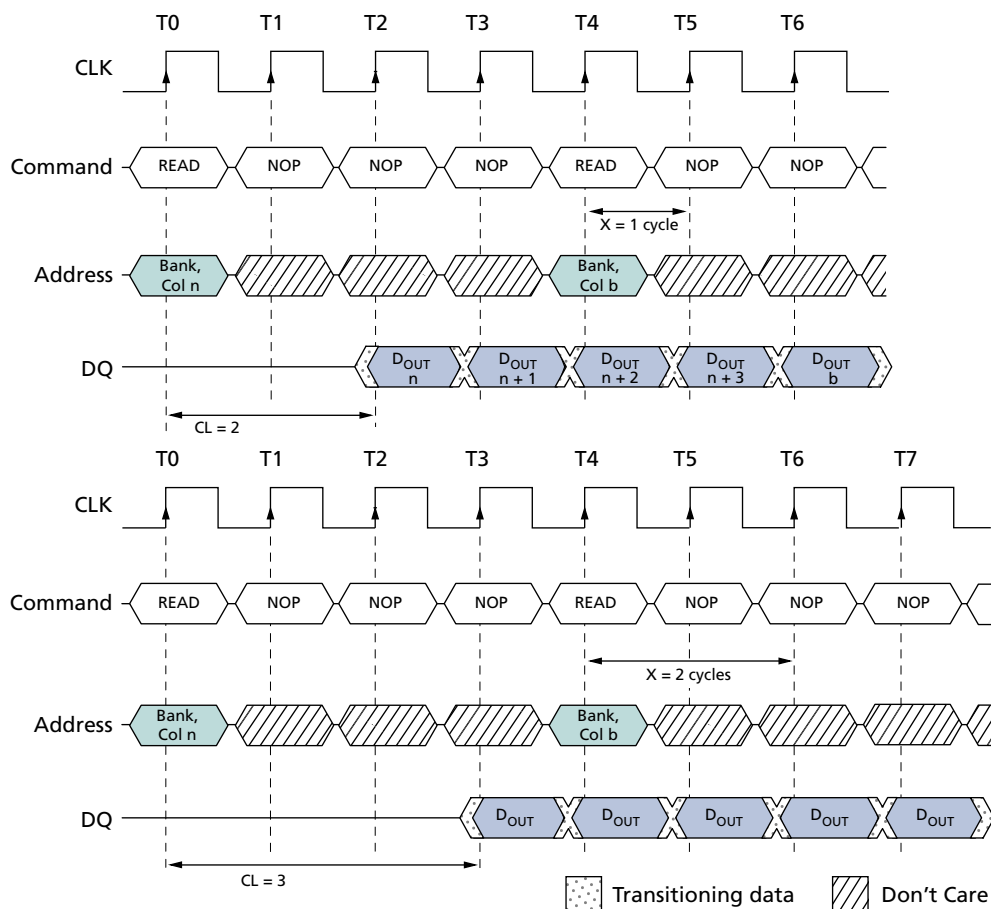 T0 T1 T2 T3 T4 T5 T6
CLK
Command READ NOP NOP NOP READ NOP NOP
X = 1 cycle
Address Bank, Col n Bank, Col b
DQ DOUT n DOUT n + 1 DOUT n + 2 DOUT n + 3 DOUT b
CL = 2
T0 T1 T2 T3 T4 T5 T6 T7
CLK
Command READ NOP NOP NOP READ NOP NOP NOP
X = 2 cycles
Address Bank, Col n Bank, Col b
DQ DOUT DOUT DOUT DOUT DOUT
CL = 3
Transitioning data Don't Care